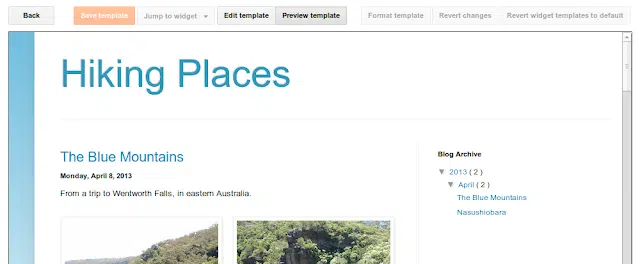 Back Save template Jump to widget Edit template Preview template Format template Revert changes Revert widget templates to default
Hiking Places
The Blue Mountains
Monday, April 8, 2013
From a trip to Wentworth Falls, in eastern Australia.
Blog Archive
▼ 2013 ( 2 )
▼ April ( 2 )
The Blue Mountains
Nasushiobara